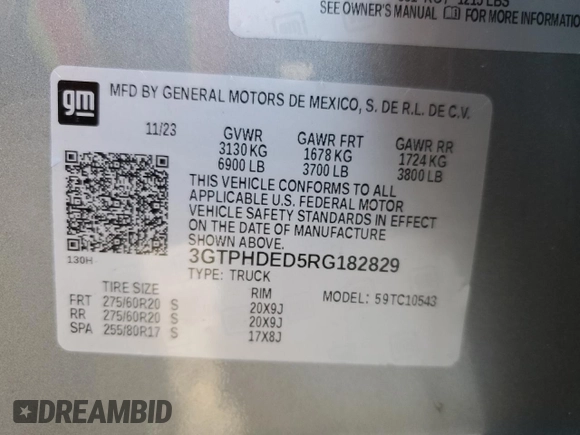 SEE OWNER'S MANUAL FOR MORE INFORMATION
gm
MFD BY GENERAL MOTORS DE MEXICO, S. DE R.L. DE C.V.
11/23 GVWR GAWR FRT GAWR RR
3130 KG 1678 KG 1724 KG
6900 LB 3700 LB 3800 LB
THIS VEHICLE CONFORMS TO ALL
APPLICABLE U.S. FEDERAL MOTOR
VEHICLE SAFETY STANDARDS IN EFFECT
ON THE DATE OF MANUFACTURE
SHOWN ABOVE.
130H
3GTPHDED5RG182829
TYPE: TRUCK
TIRE SIZE RIM MODEL: 59TC10543
FRT 275/60R20 S 20X9J
RR 275/60R20 S 20X9J
SPA 255/80R17 S 17X8J
DREAMBID